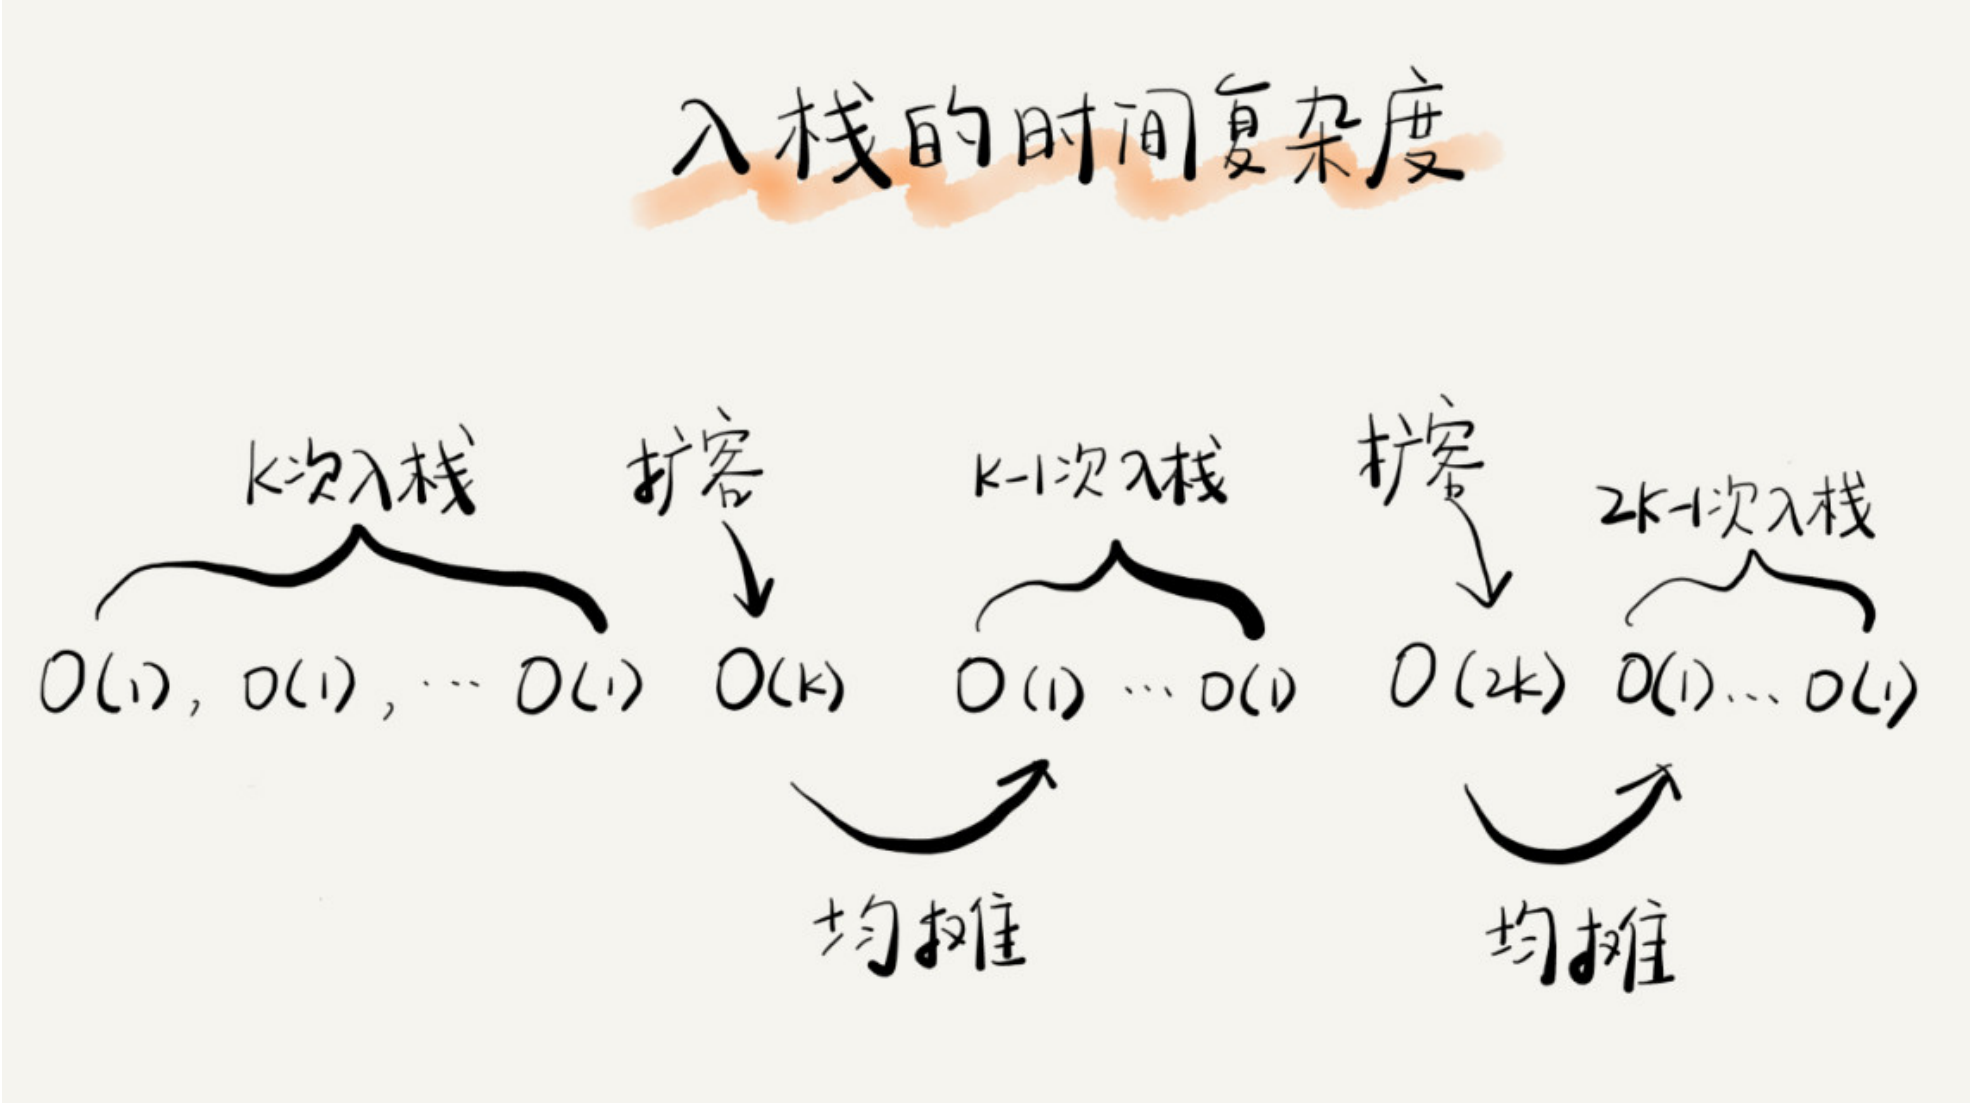 入栈的时间复杂度
K次入栈 扩容 K-1次入栈 扩容 2K-1次入栈
O(1), O(1), … O(1) O(K) O(1) … O(1) O(2K) O(1)… O(1)
均摊 均摊